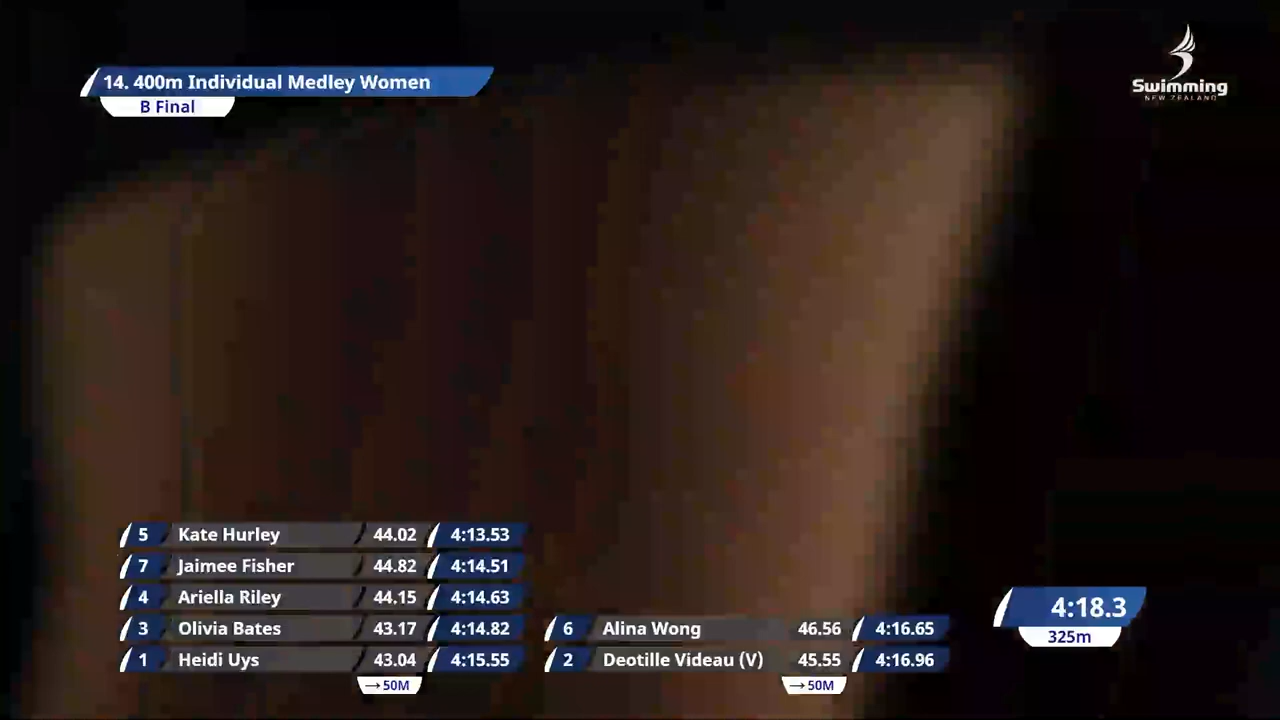 14. 400m Individual Medley Women
B Final
Swimming
NEW ZEALAND
5 Kate Hurley 44.02 4:13.53
7 Jaimee Fisher 44.82 4:14.51
4 Ariella Riley 44.15 4:14.63
3 Olivia Bates 43.17 4:14.82
1 Heidi Uys 43.04 4:15.55
→50M
6 Alina Wong 46.56 4:16.65
2 Deotille Videau (V) 45.55 4:16.96
→50M
4:18.3
325m